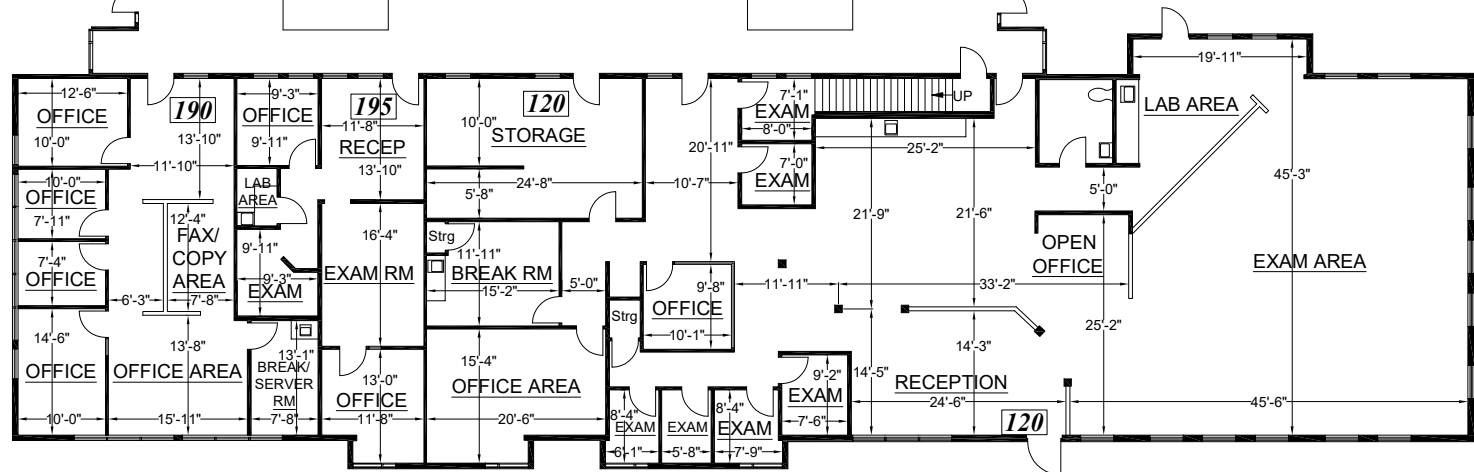 12'-6"
OFFICE
10'-0"
190
13'-10"
11'-10"
9'-3"
OFFICE
9'-11"
195
11'-8"
RECEP
13'-10"
120
10'-0"
STORAGE
5'-8"
24'-8"
20'-11"
10'-7"
7'-1"
EXAM
8'-0"
7'-0"
EXAM
UP
25'-2"
19'-11"
LAB AREA
45'-3"
5'-0"
10'-0"
OFFICE
7'-11"
7'-4"
OFFICE
12'-4"
FAX/
COPY
AREA
6'-3"
7'-8"
LAB
AREA
9'-11"
9'-3"
EXAM
16'-4"
EXAM RM
Strg
11'-11"
BREAK RM
15'-2"
5'-0"
9'-8"
OFFICE
10'-1"
Strg
11'-11"
21'-9"
21'-6"
33'-2"
OPEN
OFFICE
25'-2"
EXAM AREA
14'-6"
OFFICE
10'-0"
13'-8"
OFFICE AREA
15'-11"
13'-1"
BREAK/
SERVER
RM
7'-8"
13'-0"
OFFICE
11'-8"
15'-4"
OFFICE AREA
20'-6"
8'-4"
EXAM
6'-1"
EXAM
5'-8"
8'-4"
EXAM
7'-9"
9'-2"
EXAM
7'-6"
14'-5"
14'-3"
RECEPTION
24'-6"
120
45'-6"